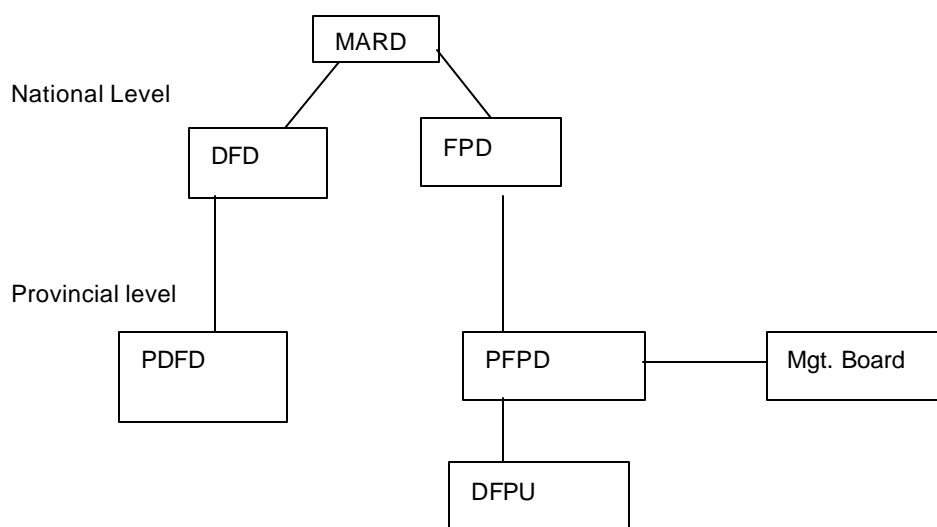 MARD
National Level
DFD
FPD
Provincial level
PDFD
PFPD
Mgt. Board
DFPU